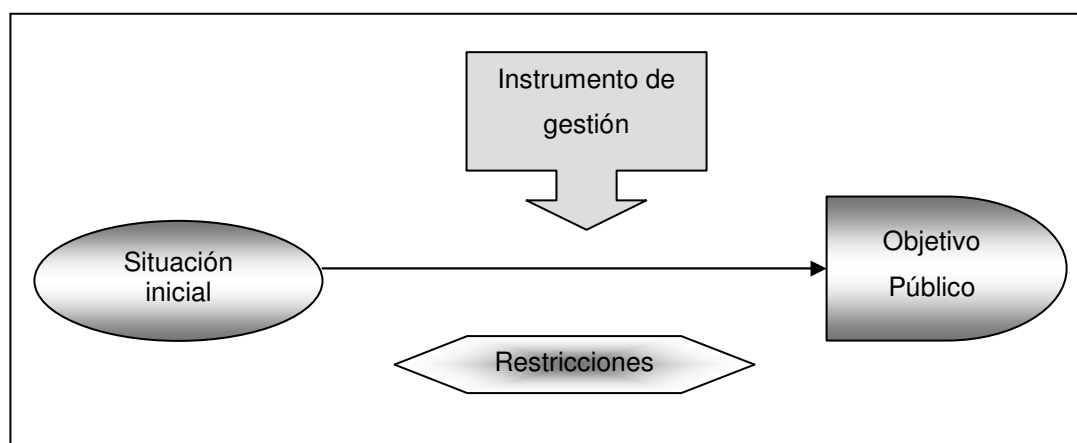 Instrumento de
gestión
Situación
inicial
Objetivo
Público
Restricciones